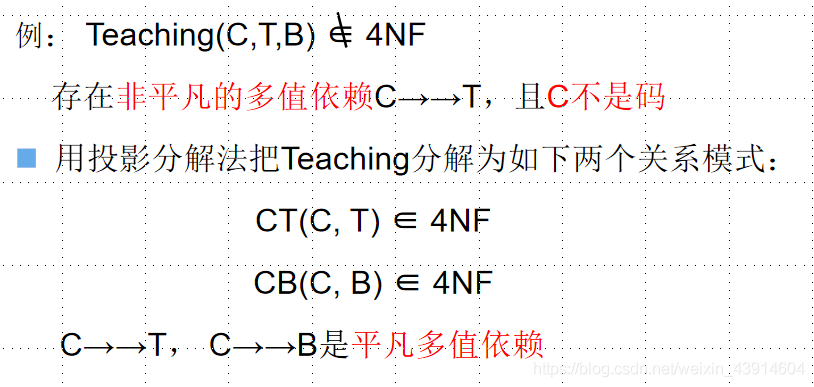 例： Teaching(C,T,B) ∉ 4NF
存在非平凡的多值依赖C→→T，且C不是码
用投影分解法把Teaching分解为如下两个关系模式：
CT(C, T) ∈ 4NF
CB(C, B) ∈ 4NF
C→→T， C→→B是平凡多值依赖
https://blog.csdn.net/weixin_43914604